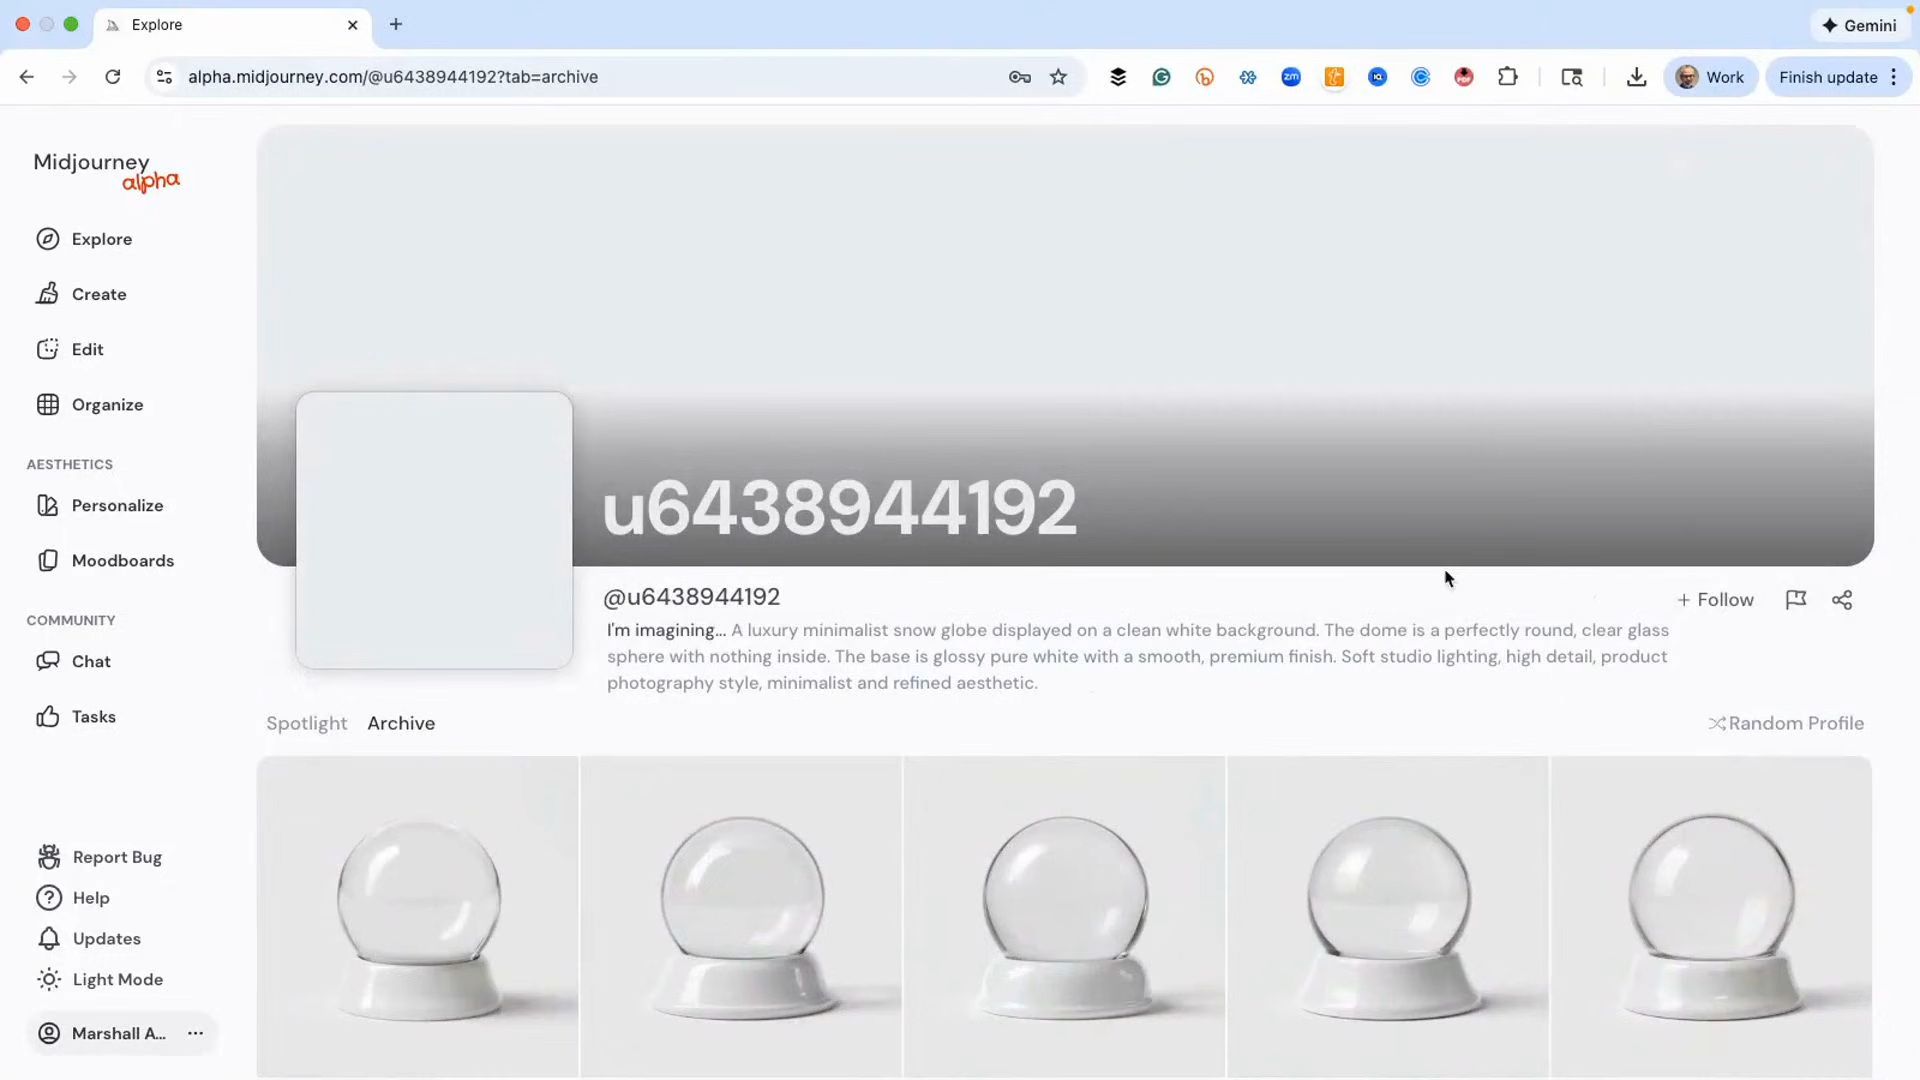 Explore
Gemini
alpha.midjourney.com/@u6438944192?tab=archive
Work
Finish update
Midjourney
alpha
Explore
Create
Edit
Organize
AESTHETICS
Personalize
Moodboards
COMMUNITY
Chat
Tasks
Report Bug
Help
Updates
Light Mode
Marshall A...
u6438944192
@u6438944192
+ Follow
I'm imagining... A luxury minimalist snow globe displayed on a clean white background. The dome is a perfectly round, clear glass
sphere with nothing inside. The base is glossy pure white with a smooth, premium finish. Soft studio lighting, high detail, product
photography style, minimalist and refined aesthetic.
Spotlight
Archive
Random Profile